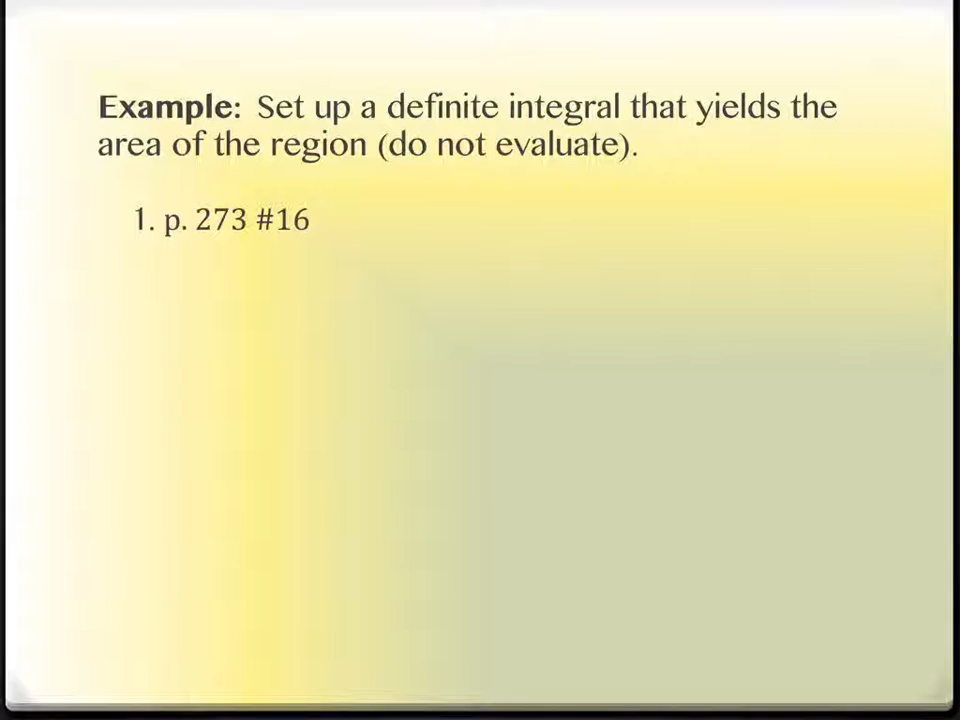 Example: Set up a definite integral that yields the
area of the region (do not evaluate).
1. p. 273 #16